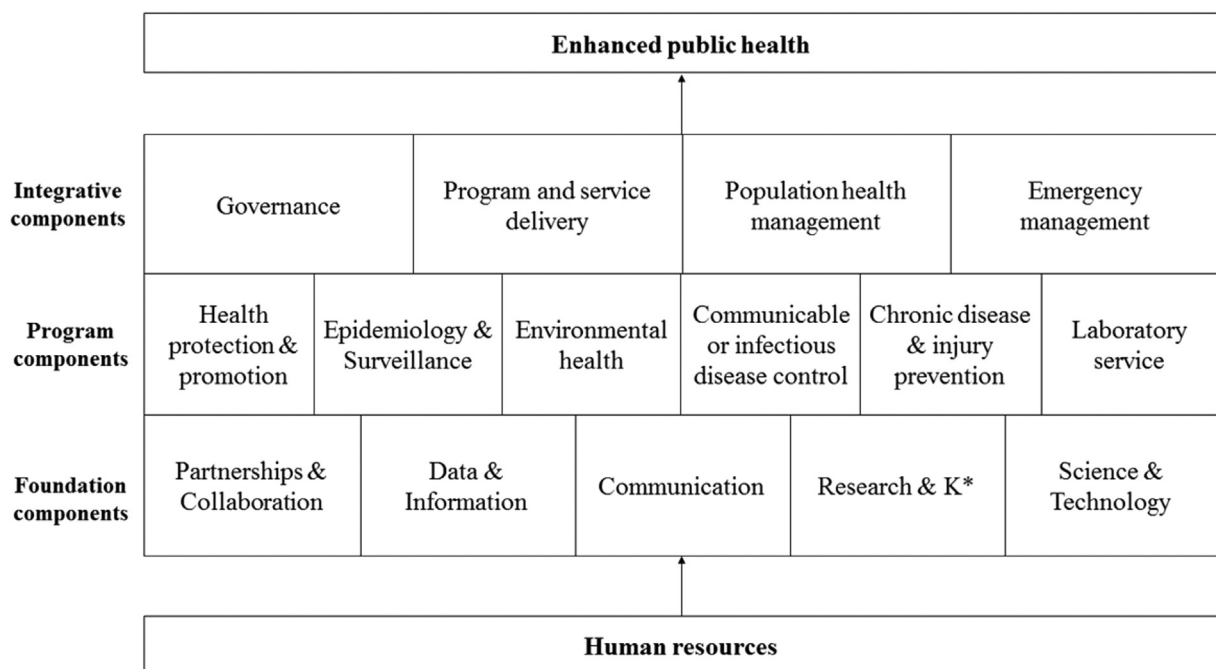 Enhanced public health
Integrative
components
Governance
Program and service
delivery
Population health
management
Emergency
management
Program
components
Health
protection &
promotion
Epidemiology &
Surveillance
Environmental
health
Communicable
or infectious
disease control
Chronic disease
& injury
prevention
Laboratory
service
Foundation
components
Partnerships &
Collaboration
Data &
Information
Communication
Research & K*
Science &
Technology
Human resources